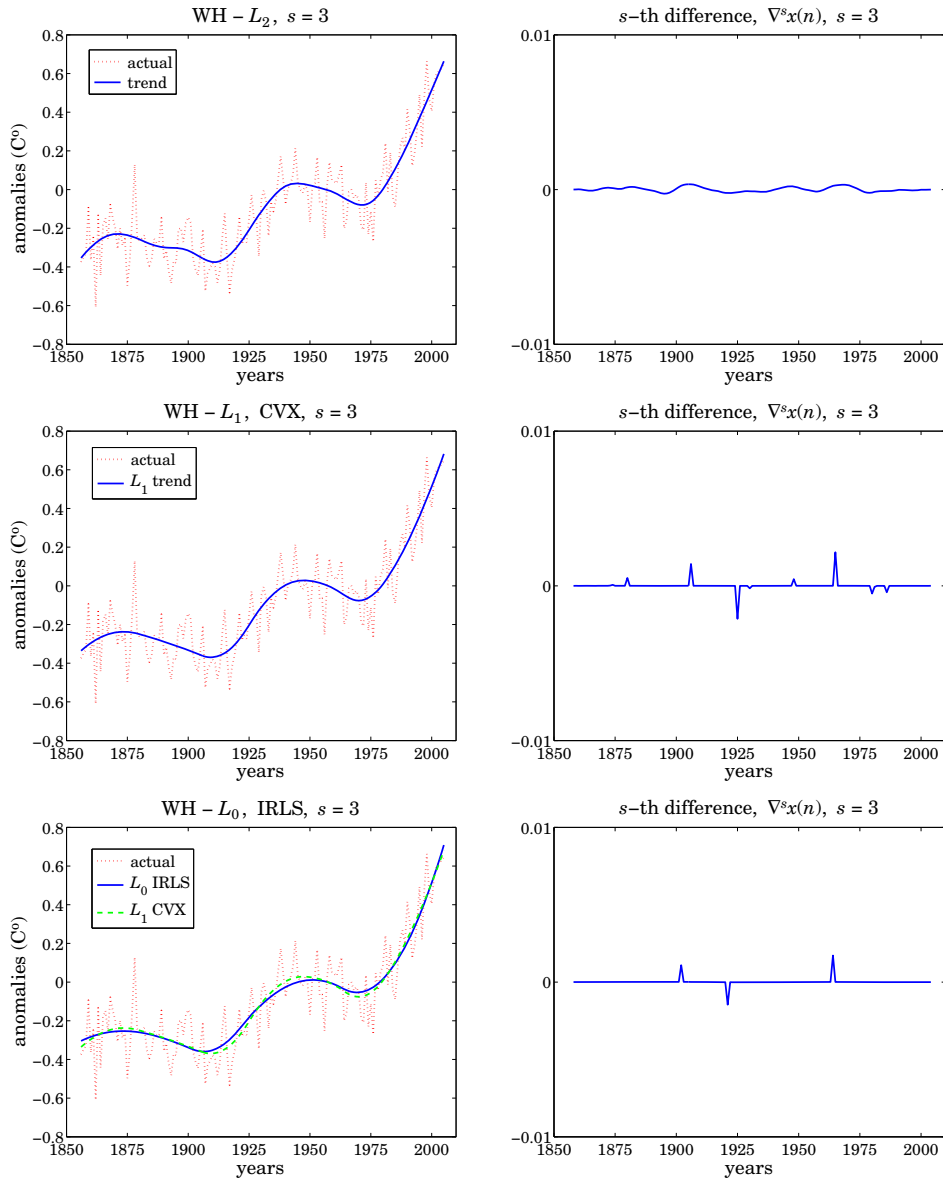 WH − L₂, s = 3
0.8
0.6
0.4
0.2
0
−0.2
−0.4
−0.6
−0.8
anomalies (Cᵒ)
actual
trend
1850 1875 1900 1925 1950 1975 2000
years
s-th difference, ∇ˢx(n), s = 3
0.01
0
−0.01
1850 1875 1900 1925 1950 1975 2000
years
WH − L₁, CVX, s = 3
0.8
0.6
0.4
0.2
0
−0.2
−0.4
−0.6
−0.8
anomalies (Cᵒ)
actual
L₁ trend
1850 1875 1900 1925 1950 1975 2000
years
s-th difference, ∇ˢx(n), s = 3
0.01
0
−0.01
1850 1875 1900 1925 1950 1975 2000
years
WH − L₀, IRLS, s = 3
0.8
0.6
0.4
0.2
0
−0.2
−0.4
−0.6
−0.8
anomalies (Cᵒ)
actual
L₀ IRLS
L₁ CVX
1850 1875 1900 1925 1950 1975 2000
years
s-th difference, ∇ˢx(n), s = 3
0.01
0
−0.01
1850 1875 1900 1925 1950 1975 2000
years